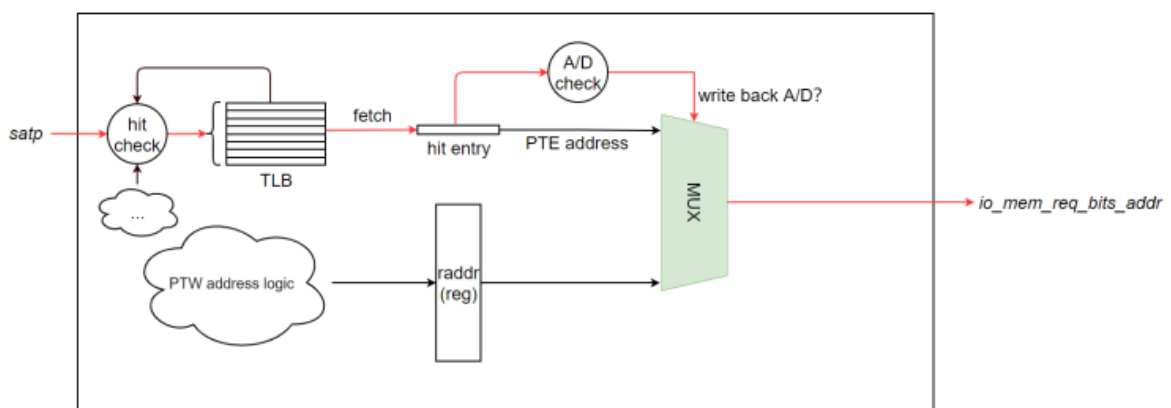 A/D
check
write back A/D?
satp
hit
check
fetch
hit entry
PTE address
TLB
...
MUX
io_mem_req_bits_addr
PTW address logic
raddr
(reg)